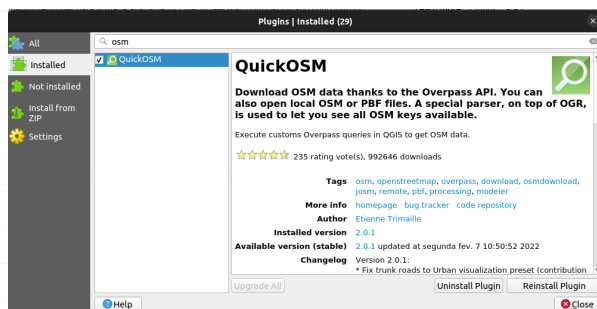 Plugins | Installed (29)
All
Installed
Not installed
Install from
ZIP
Settings
osm
QuickOSM
QuickOSM
Download OSM data thanks to the Overpass API. You can
also open local OSM or PBF files. A special parser, on top of OGR,
is used to let you see all OSM keys available.
Execute customs Overpass queries in QGIS to get OSM data.
235 rating vote(s), 992646 downloads
Tags osm, openstreetmap, overpass, download, osmdownload,
josm, remote, pbf, processing, modeler
More info homepage bug tracker code repository
Author Etienne Trimaille
Installed version 2.0.1
Available version (stable) 2.0.1 updated at segunda fev. 7 10:50:52 2022
Changelog Version 2.0.1:
* Fix trunk roads to Urban visualization preset (contribution
Upgrade All Uninstall Plugin Reinstall Plugin
Help Close